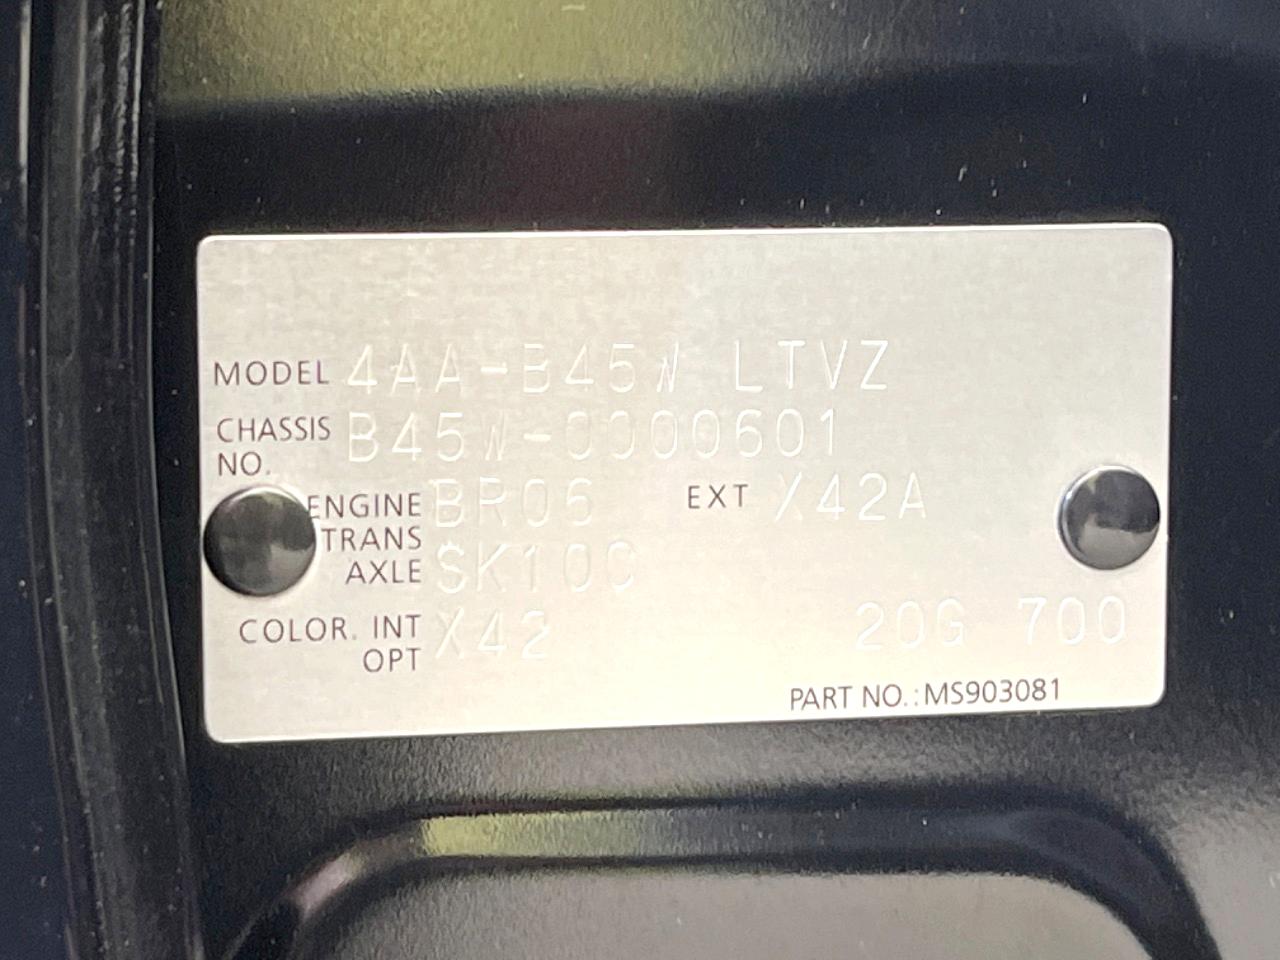 MODEL 4AA-B45W LTVZ
CHASSIS NO. B45W-0000601
ENGINE BR06 EXT X42A
TRANS AXLE SK10C
COLOR. INT OPT X42 20G 700
PART NO.:MS903081